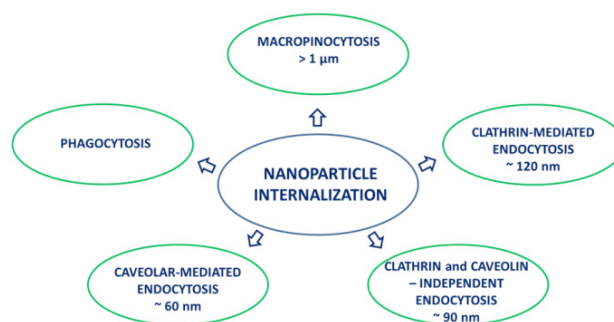 MACROPINOCYTOSIS
> 1 µm
PHAGOCYTOSIS
CLATHRIN-MEDIATED
ENDOCYTOSIS
~ 120 nm
NANOPARTICLE
INTERNALIZATION
CAVEOLAR-MEDIATED
ENDOCYTOSIS
~ 60 nm
CLATHRIN and CAVEOLIN
– INDEPENDENT
ENDOCYTOSIS
~ 90 nm